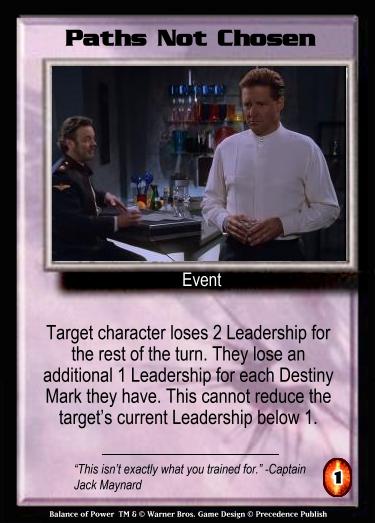 Paths Not Chosen
Event
Target character loses 2 Leadership for
the rest of the turn. They lose an
additional 1 Leadership for each Destiny
Mark they have. This cannot reduce the
target's current Leadership below 1.
"This isn't exactly what you trained for." -Captain
Jack Maynard
1
Balance of Power TM & © Warner Bros. Game Design © Precedence Publish